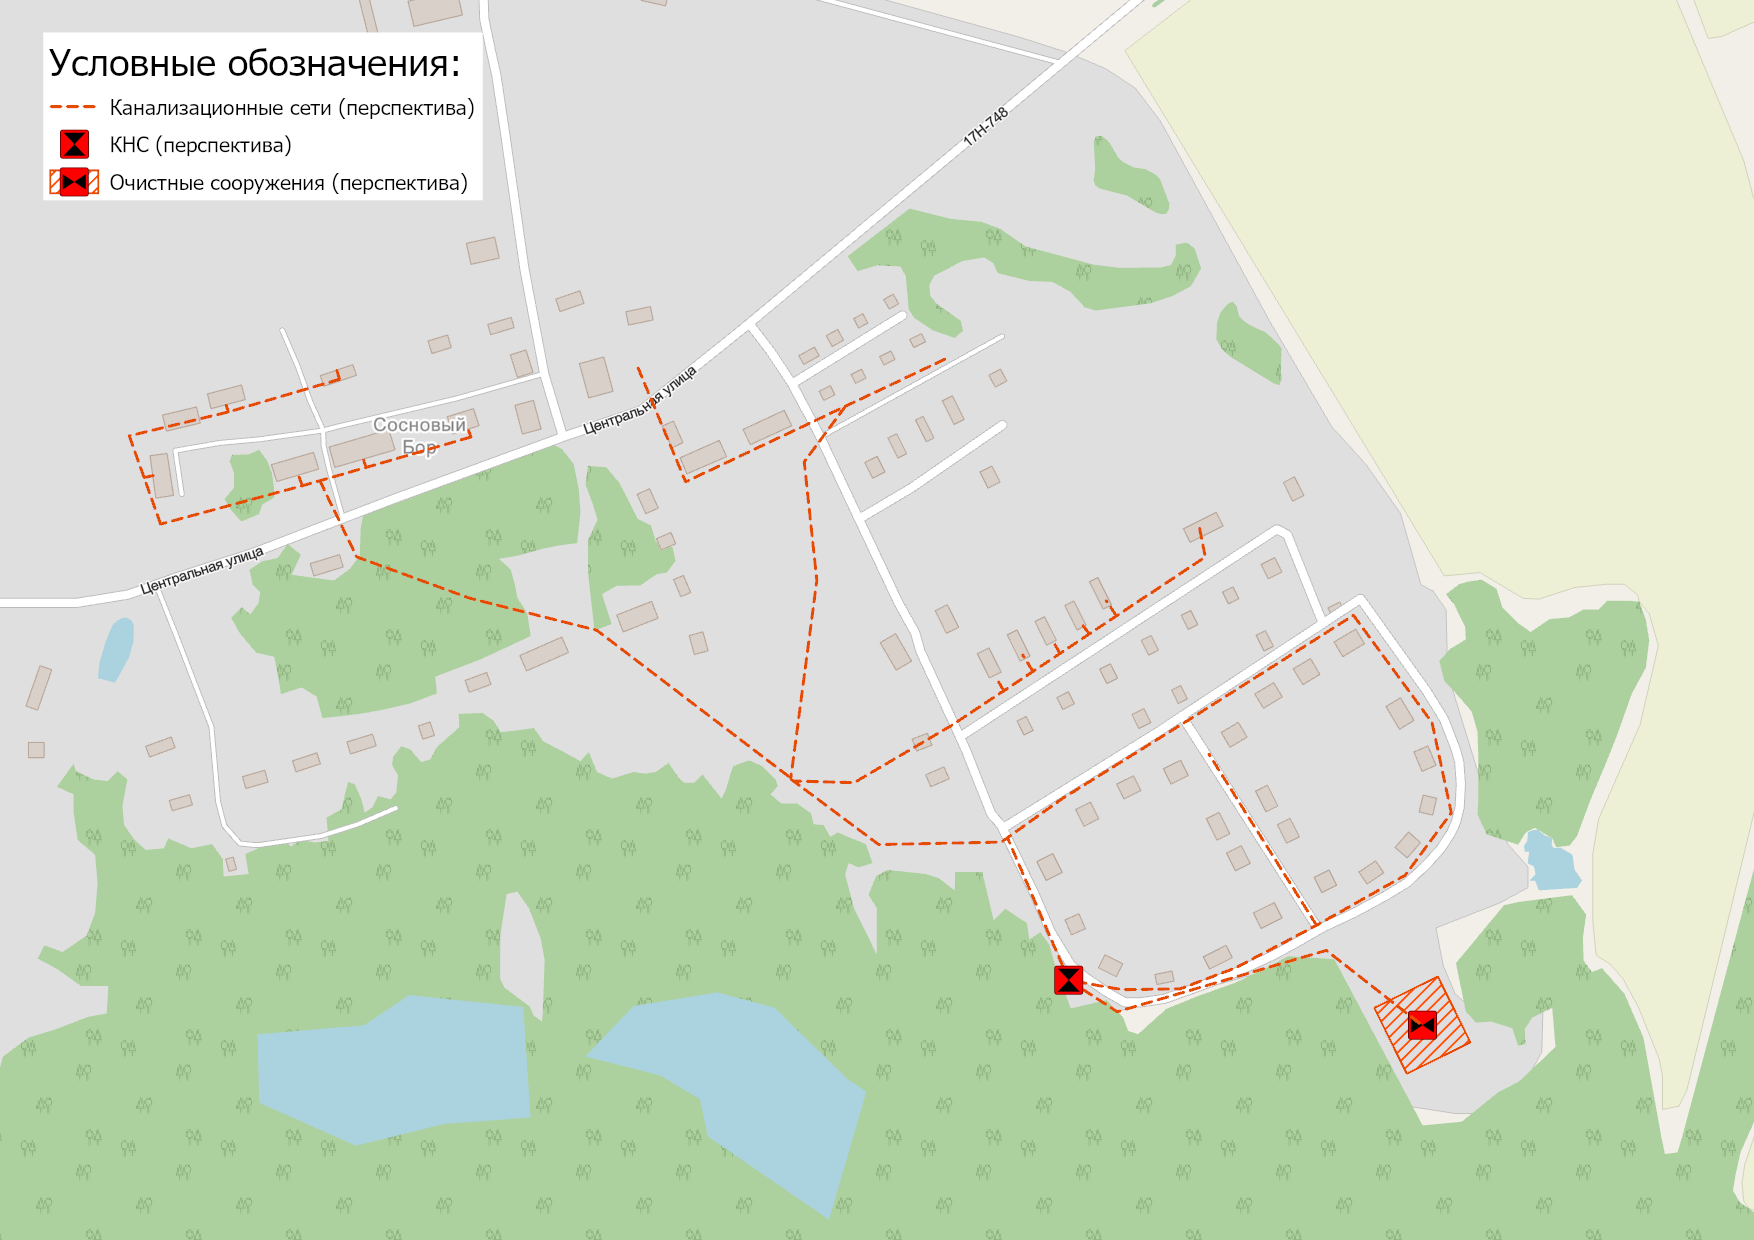 Условные обозначения:
Канализационные сети (перспектива)
КНС (перспектива)
Очистные сооружения (перспектива)
17Н-748
Центральная улица
Сосновый
Бор
Центральная улица